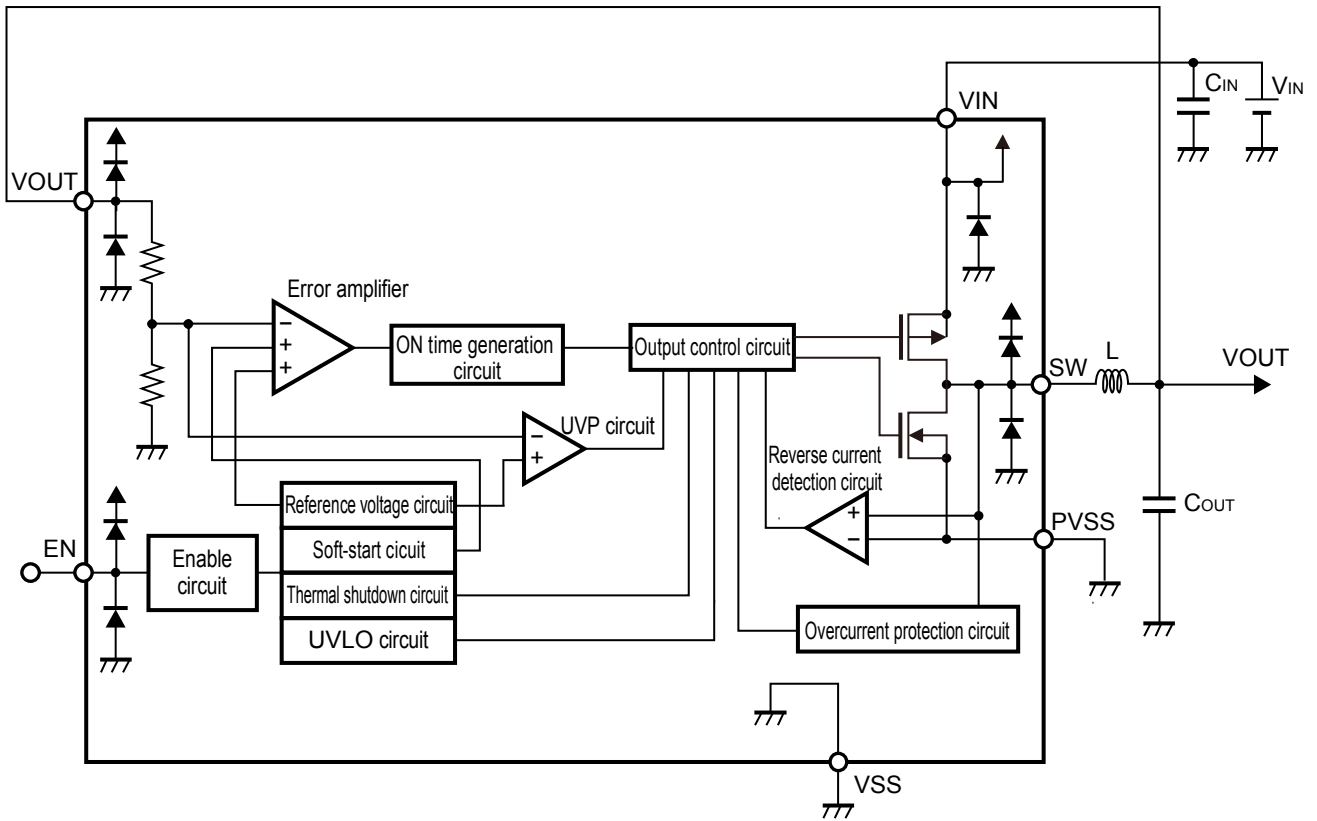 CIN
VIN
VIN
VOUT
Error amplifier
ON time generation
circuit
Output control circuit
SW
L
VOUT
UVP circuit
Reverse current
detection circuit
Reference voltage circuit
COUT
PVSS
EN
Enable
circuit
Soft-start cicuit
Thermal shutdown circuit
UVLO circuit
Overcurrent protection circuit
VSS